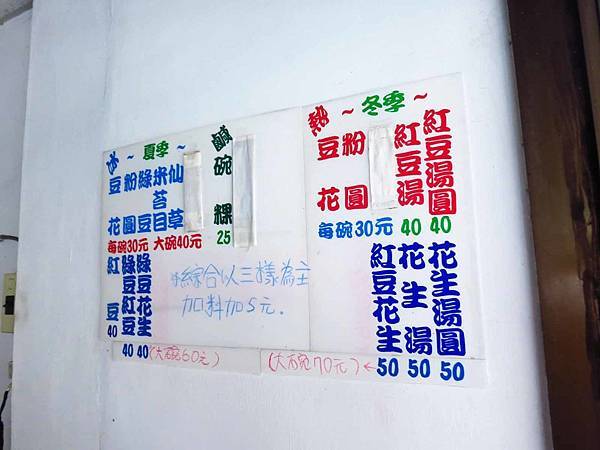 冰 ~ 夏季 ~
豆花
粉圓
綠豆
米苔目
仙草
每碗30元 大碗40元
鹹碗粿
25
紅豆
40
綠豆紅豆
40
綠豆花生
40
(大碗60元)
綜合以三樣為主
加料加5元.
熱 ~ 冬季 ~
豆花
粉圓
每碗30元
紅豆湯
40
紅豆湯圓
40
紅豆花生
50
花生湯
50
花生湯圓
50
(大碗70元)←